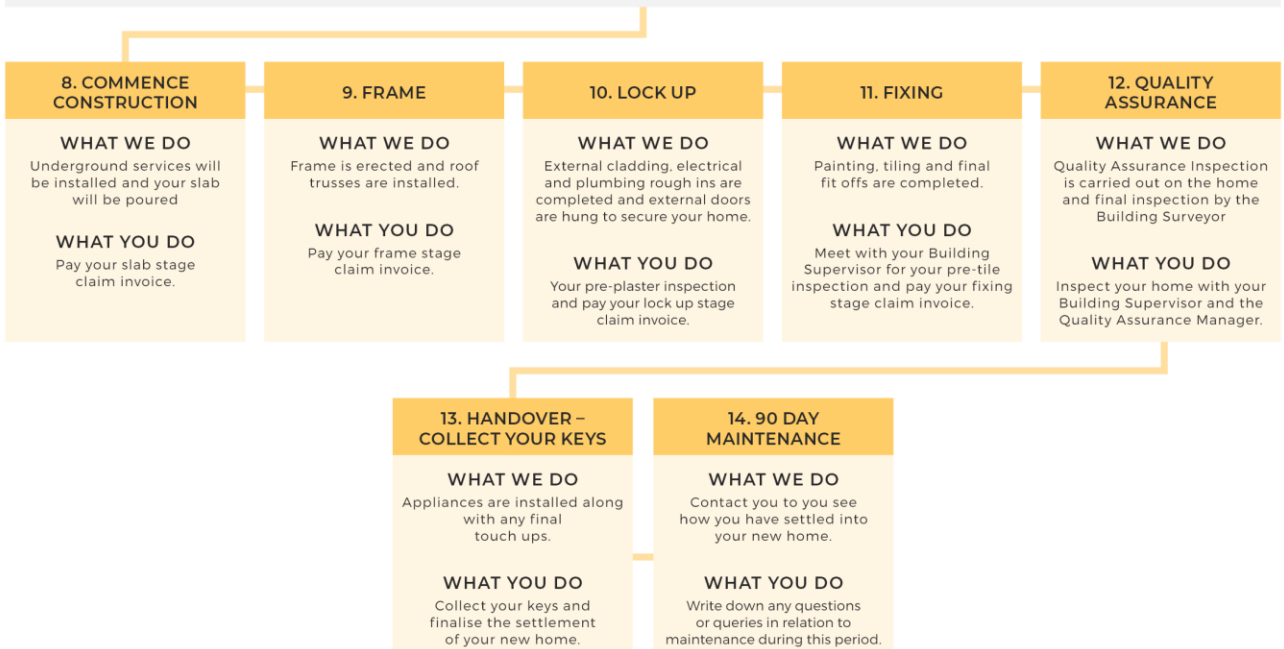 8. COMMENCE
CONSTRUCTION
WHAT WE DO
Underground services will
be installed and your slab
will be poured
WHAT YOU DO
Pay your slab stage
claim invoice.
9. FRAME
WHAT WE DO
Frame is erected and roof
trusses are installed.
WHAT YOU DO
Pay your frame stage
claim invoice.
10. LOCK UP
WHAT WE DO
External cladding, electrical
and plumbing rough ins are
completed and external doors
are hung to secure your home.
WHAT YOU DO
Your pre-plaster inspection
and pay your lock up stage
claim invoice.
11. FIXING
WHAT WE DO
Painting, tiling and final
fit offs are completed.
WHAT YOU DO
Meet with your Building
Supervisor for your pre-tile
inspection and pay your fixing
stage claim invoice.
12. QUALITY
ASSURANCE
WHAT WE DO
Quality Assurance Inspection
is carried out on the home
and final inspection by the
Building Surveyor
WHAT YOU DO
Inspect your home with your
Building Supervisor and the
Quality Assurance Manager.
13. HANDOVER –
COLLECT YOUR KEYS
WHAT WE DO
Appliances are installed along
with any final
touch ups.
WHAT YOU DO
Collect your keys and
finalise the settlement
of your new home.
14. 90 DAY
MAINTENANCE
WHAT WE DO
Contact you to you see
how you have settled into
your new home.
WHAT YOU DO
Write down any questions
or queries in relation to
maintenance during this period.